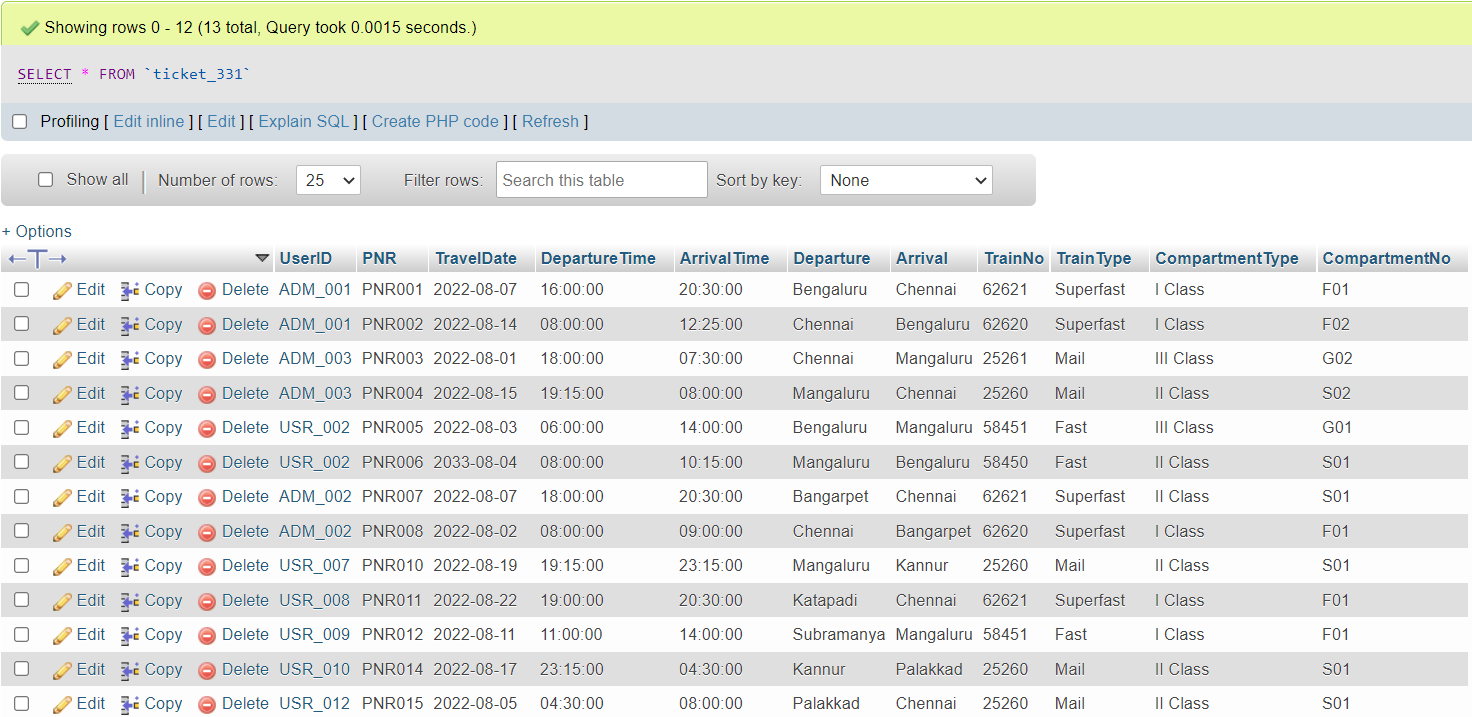 Showing rows 0 - 12 (13 total, Query took 0.0015 seconds.)
SELECT * FROM `ticket_331`
Profiling [ Edit inline ] [ Edit ] [ Explain SQL ] [ Create PHP code ] [ Refresh ]
Show all | Number of rows: 25 Filter rows: Search this table Sort by key: None
+ Options
←T→ UserID PNR TravelDate DepartureTime ArrivalTime Departure Arrival TrainNo TrainType CompartmentType CompartmentNo
Edit Copy Delete ADM_001 PNR001 2022-08-07 16:00:00 20:30:00 Bengaluru Chennai 62621 Superfast I Class F01
Edit Copy Delete ADM_001 PNR002 2022-08-14 08:00:00 12:25:00 Chennai Bengaluru 62620 Superfast I Class F02
Edit Copy Delete ADM_003 PNR003 2022-08-01 18:00:00 07:30:00 Chennai Mangaluru 25261 Mail III Class G02
Edit Copy Delete ADM_003 PNR004 2022-08-15 19:15:00 08:00:00 Mangaluru Chennai 25260 Mail II Class S02
Edit Copy Delete USR_002 PNR005 2022-08-03 06:00:00 14:00:00 Bengaluru Mangaluru 58451 Fast III Class G01
Edit Copy Delete USR_002 PNR006 2033-08-04 08:00:00 10:15:00 Mangaluru Bengaluru 58450 Fast II Class S01
Edit Copy Delete ADM_002 PNR007 2022-08-07 18:00:00 20:30:00 Bangarpet Chennai 62621 Superfast II Class S01
Edit Copy Delete ADM_002 PNR008 2022-08-02 08:00:00 09:00:00 Chennai Bangarpet 62620 Superfast I Class F01
Edit Copy Delete USR_007 PNR010 2022-08-19 19:15:00 23:15:00 Mangaluru Kannur 25260 Mail II Class S01
Edit Copy Delete USR_008 PNR011 2022-08-22 19:00:00 20:30:00 Katapadi Chennai 62621 Superfast I Class F01
Edit Copy Delete USR_009 PNR012 2022-08-11 11:00:00 14:00:00 Subramanya Mangaluru 58451 Fast I Class F01
Edit Copy Delete USR_010 PNR014 2022-08-17 23:15:00 04:30:00 Kannur Palakkad 25260 Mail II Class S01
Edit Copy Delete USR_012 PNR015 2022-08-05 04:30:00 08:00:00 Palakkad Chennai 25260 Mail II Class S01